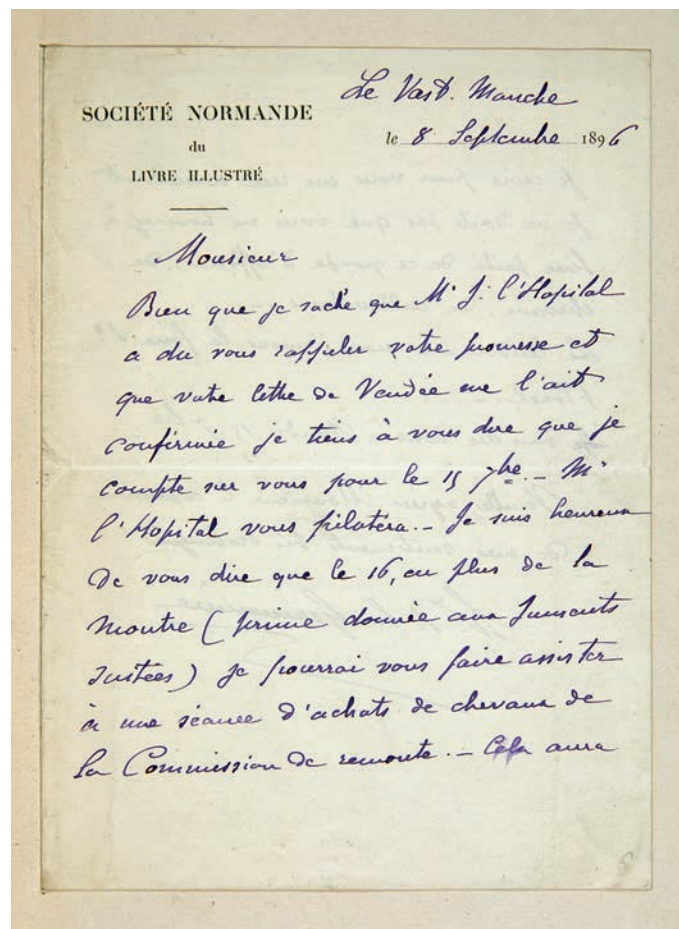 Le Vast. Manche
SOCIÉTÉ NORMANDE
du
LIVRE ILLUSTRÉ
le 8 Septembre 1896
Monsieur
Bien que je sache que Mr J. l'Hopital
a du vous rappeler votre promesse et
que votre lettre de Vendée me l'ait
confirmée je tiens à vous dire que je
compte sur vous pour le 15 7bre. – Mr
l'Hopital vous pilotera. – Je suis heureux
de vous dire que le 16, en plus de la
montre (prime donnée aux Juments
Suitées) je pourrai vous faire assister
à une séance d'achats de chevaux de
la Commission de remonte. – Cela aura